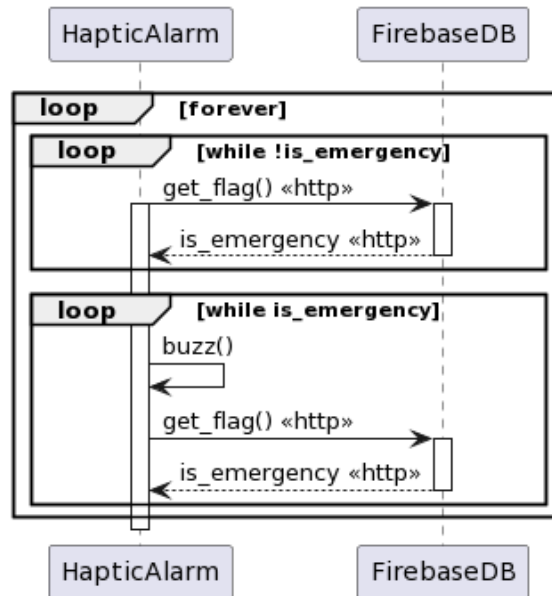 HapticAlarm FirebaseDB
loop [forever]
loop [while !is_emergency]
get_flag() «http»
is_emergency «http»
loop [while is_emergency]
buzz()
get_flag() «http»
is_emergency «http»
HapticAlarm FirebaseDB